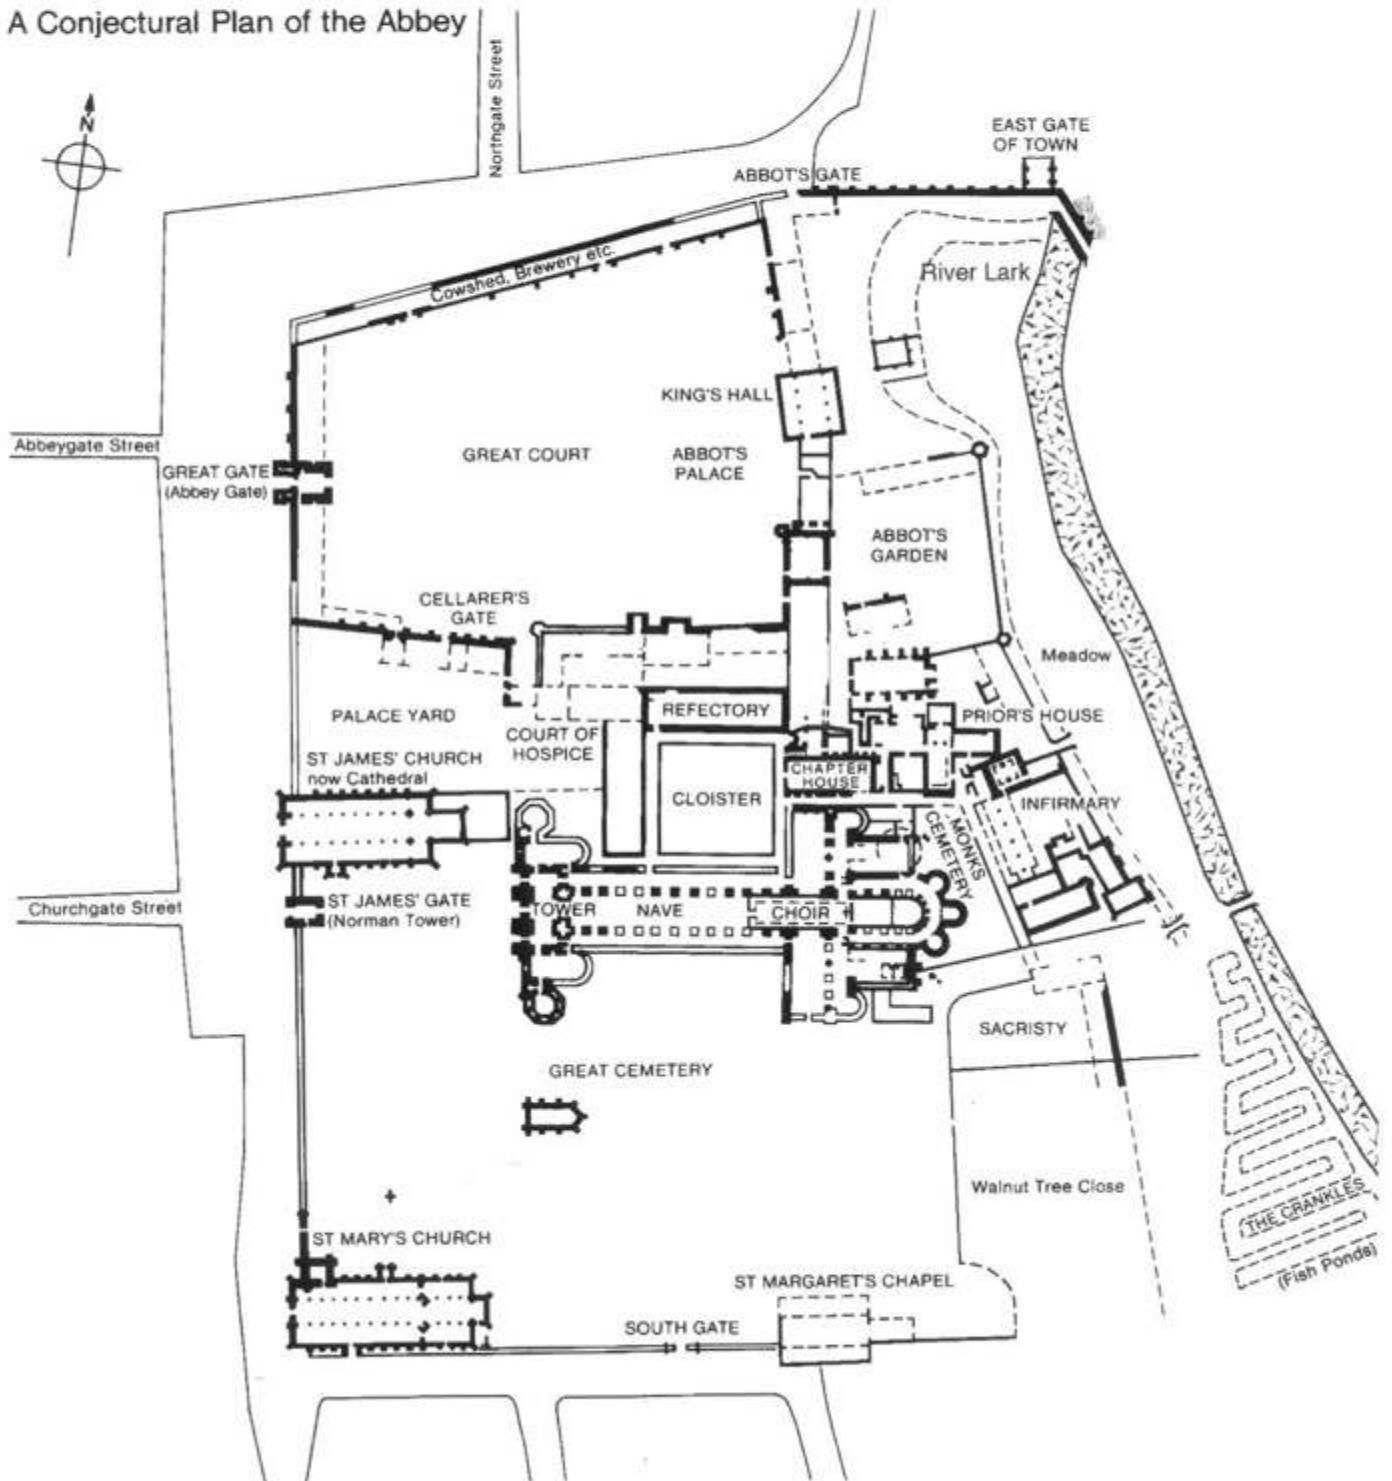 A Conjectural Plan of the Abbey
Northgate Street
N
EAST GATE
OF TOWN
ABBOT'S GATE
Cowshed, Brewery etc.
River Lark
KING'S HALL
Abbeygate Street
GREAT GATE
(Abbey Gate)
GREAT COURT
ABBOT'S
PALACE
ABBOT'S
GARDEN
CELLARER'S
GATE
Meadow
PALACE YARD
REFECTORY
PRIOR'S HOUSE
COURT OF
HOSPICE
ST JAMES' CHURCH
now Cathedral
CHAPTER
HOUSE
CLOISTER
INFIRMARY
MONKS
CEMETERY
Churchgate Street
ST JAMES' GATE
(Norman Tower)
TOWER
NAVE
CHOIR
SACRISTY
GREAT CEMETERY
Walnut Tree Close
THE CRANKLES
(Fish Ponds)
ST MARY'S CHURCH
ST MARGARET'S CHAPEL
SOUTH GATE